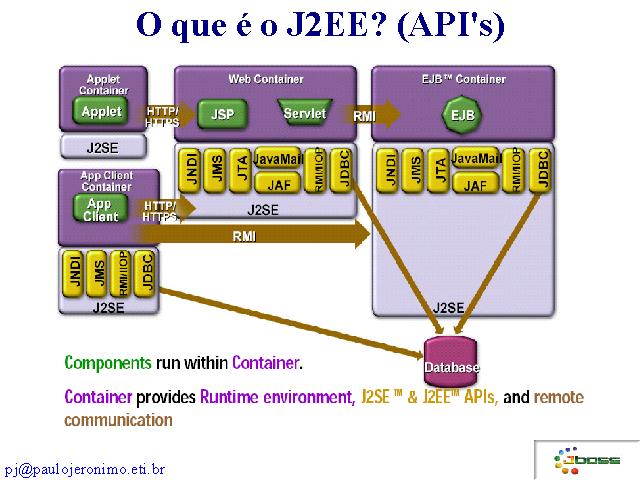 O que é o J2EE? (API's)
Applet Container
Applet
J2SE
HTTP/
HTTPS
Web Container
JSP
Servlet
RMI
EJB™ Container
EJB
JNDI
JMS
JTA
JavaMail
JAF
RMI/IIOP
JDBC
J2SE
JNDI
JMS
JTA
JavaMail
JAF
RMI/IIOP
JDBC
J2SE
App Client
Container
App
Client
HTTP/
HTTPS
RMI
JNDI
JMS
RMI/IIOP
JDBC
J2SE
Database
Components run within Container.
Container provides Runtime environment, J2SE ™ & J2EE™ APIs, and remote
communication
pj@paulojeronimo.eti.br
JBoss